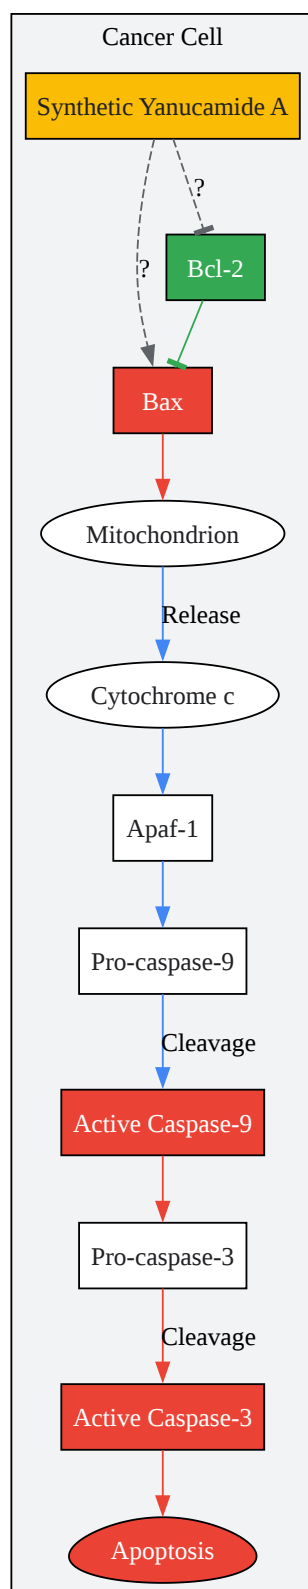 Cancer Cell
Synthetic Yanucamide A
?
Bcl-2
?
Bax
Mitochondrion
Release
Cytochrome c
Apaf-1
Pro-caspase-9
Cleavage
Active Caspase-9
Pro-caspase-3
Cleavage
Active Caspase-3
Apoptosis